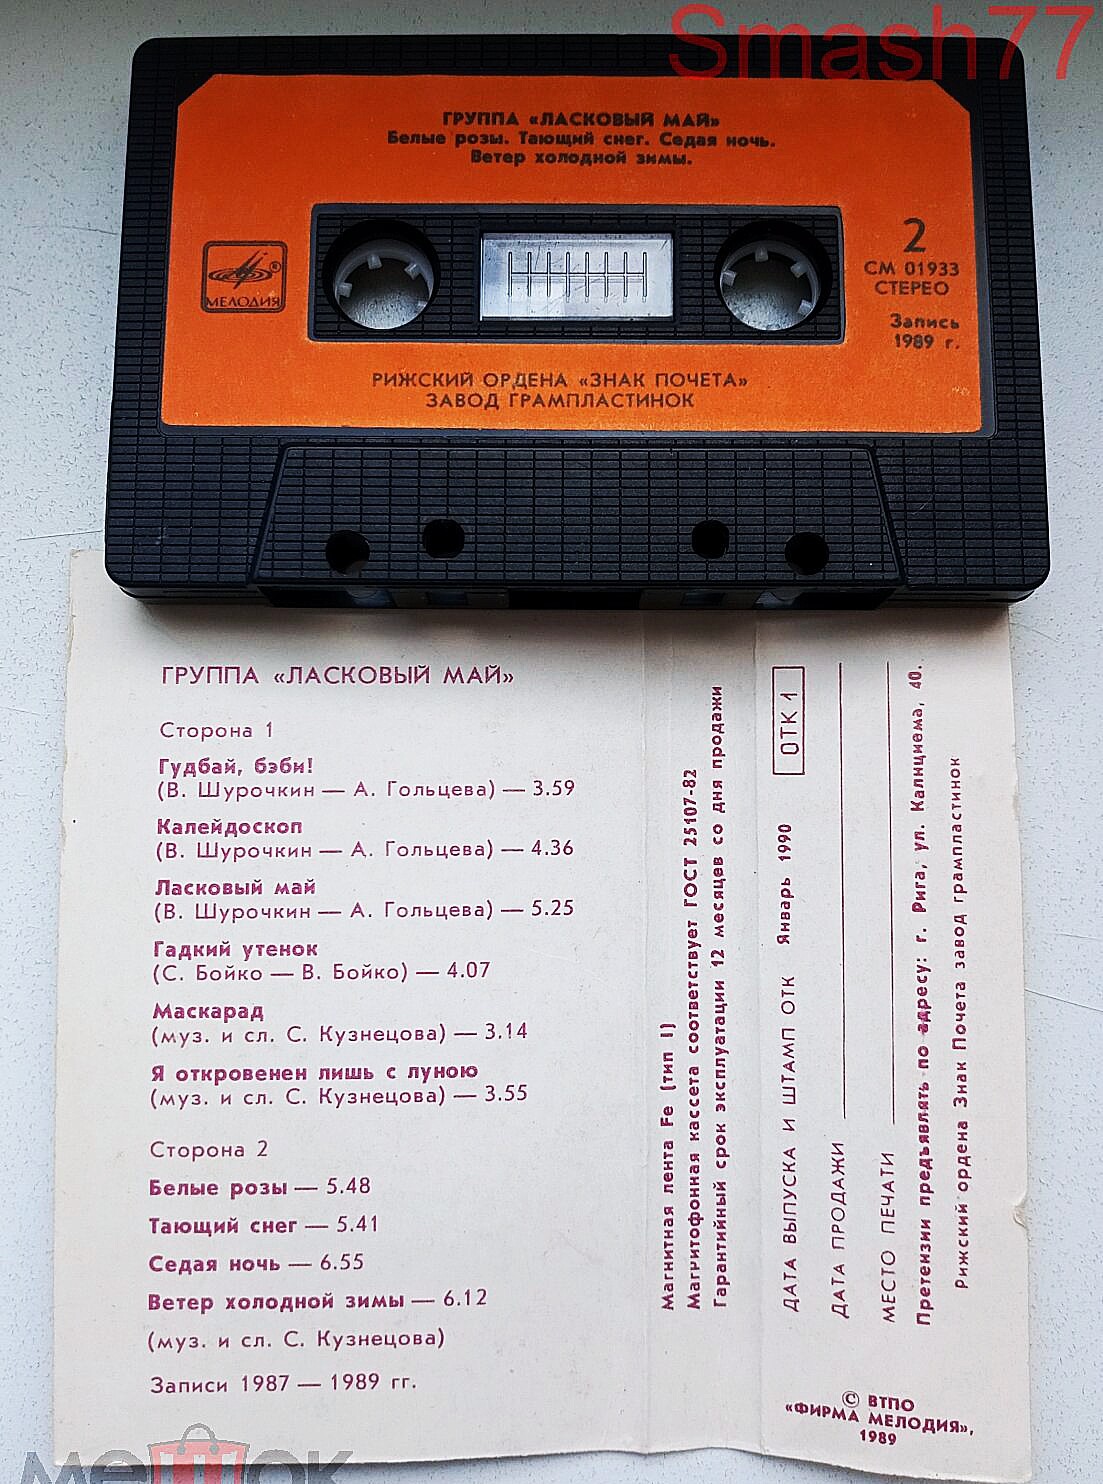 Smash77
ГРУППА «ЛАСКОВЫЙ МАЙ»
Белые розы. Тающий снег. Седая ночь.
Ветер холодной зимы.
МЕЛОДИЯ
®
2
СМ 01933
СТЕРЕО
Запись
1989 г.
РИЖСКИЙ ОРДЕНА «ЗНАК ПОЧЕТА»
ЗАВОД ГРАМПЛАСТИНОК
ГРУППА «ЛАСКОВЫЙ МАЙ»
Сторона 1
Гудбай, бэби!
(В. Шурочкин — А. Гольцева) — 3.59
Калейдоскоп
(В. Шурочкин — А. Гольцева) — 4.36
Ласковый май
(В. Шурочкин — А. Гольцева) — 5.25
Гадкий утенок
(С. Бойко — В. Бойко) — 4.07
Маскарад
(муз. и сл. С. Кузнецова) — 3.14
Я откровенен лишь с луною
(муз. и сл. С. Кузнецова) — 3.55
Сторона 2
Белые розы — 5.48
Тающий снег — 5.41
Седая ночь — 6.55
Ветер холодной зимы — 6.12
(муз. и сл. С. Кузнецова)
Записи 1987 — 1989 гг.
Магнитная лента Fe (тип I)
Магнитофонная кассета соответствует ГОСТ 25107-82
Гарантийный срок эксплуатации 12 месяцев со дня продажи
ДАТА ВЫПУСКА И ШТАМП ОТК Январь 1990 ОТК 1
ДАТА ПРОДАЖИ
МЕСТО ПЕЧАТИ
Претензии предъявлять по адресу: г. Рига, ул. Калнциема, 40.
Рижский ордена Знак Почета завод грампластинок
© ВТПО
«ФИРМА МЕЛОДИЯ»,
1989
мешок